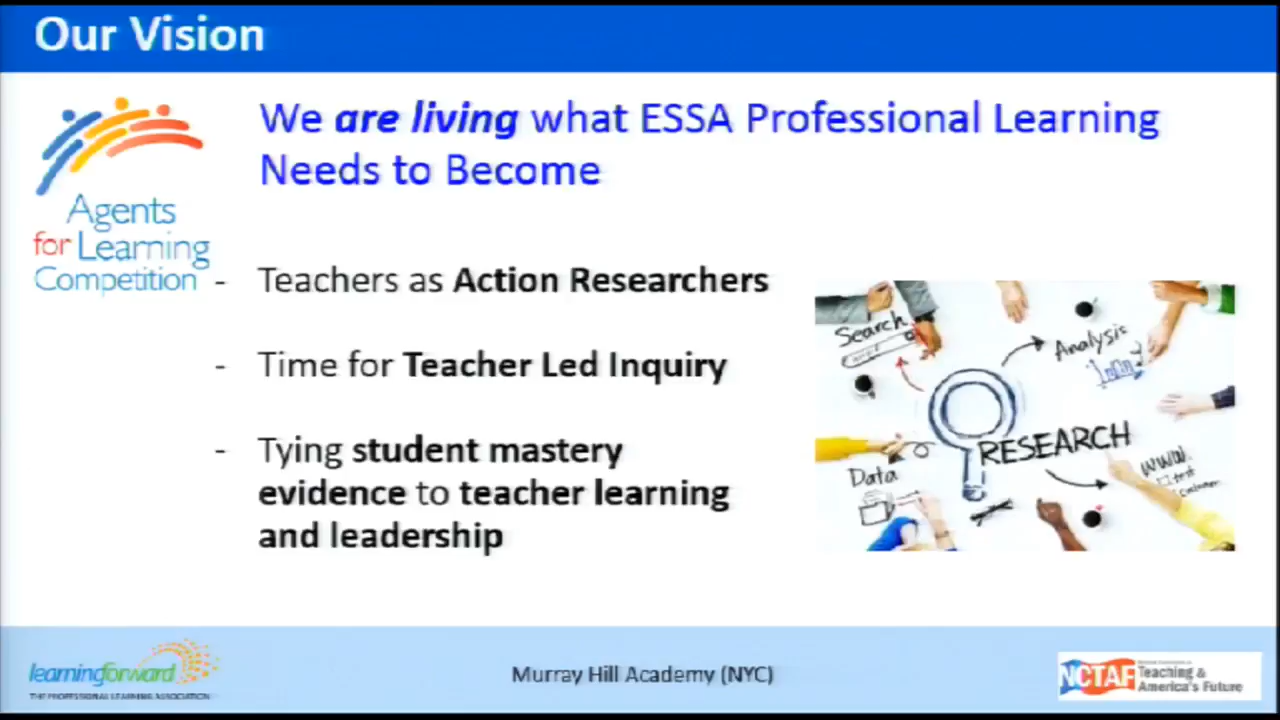 Our Vision
We are living what ESSA Professional Learning
Needs to Become
Agents
for Learning
Competition
- Teachers as Action Researchers
- Time for Teacher Led Inquiry
- Tying student mastery
evidence to teacher learning
and leadership
Search
Analysis
RESEARCH
Data
www.
learningforward
THE PROFESSIONAL LEARNING ASSOCIATION
Murray Hill Academy (NYC)
NCTAF
Teaching &
America's Future